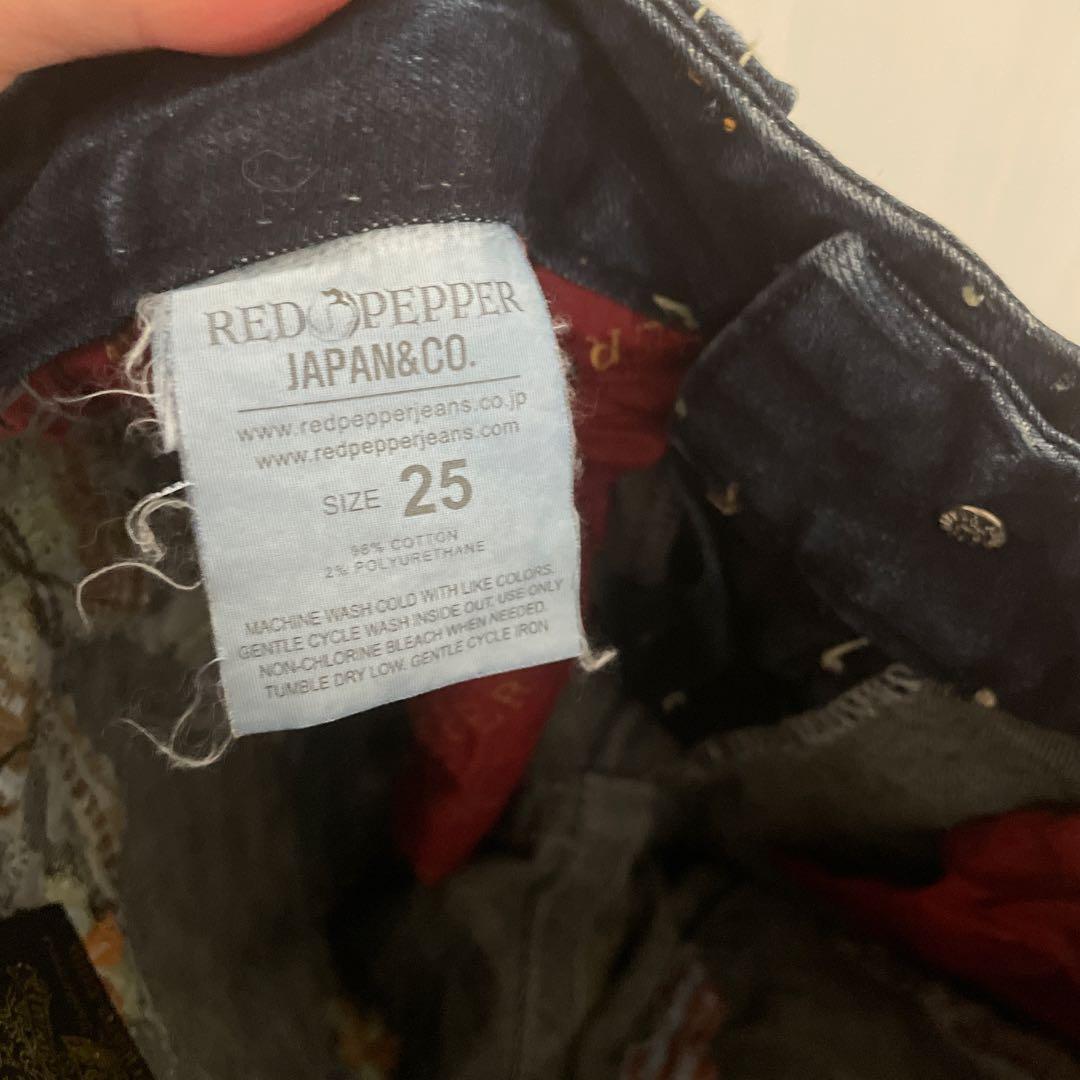 RED PEPPER
JAPAN&CO.
www.redpepperjeans.co.jp
www.redpepperjeans.com
SIZE 25
98% COTTON
2% POLYURETHANE
MACHINE WASH COLD WITH LIKE COLORS.
GENTLE CYCLE WASH INSIDE OUT. USE ONLY
NON-CHLORINE BLEACH WHEN NEEDED.
TUMBLE DRY LOW. GENTLE CYCLE IRON